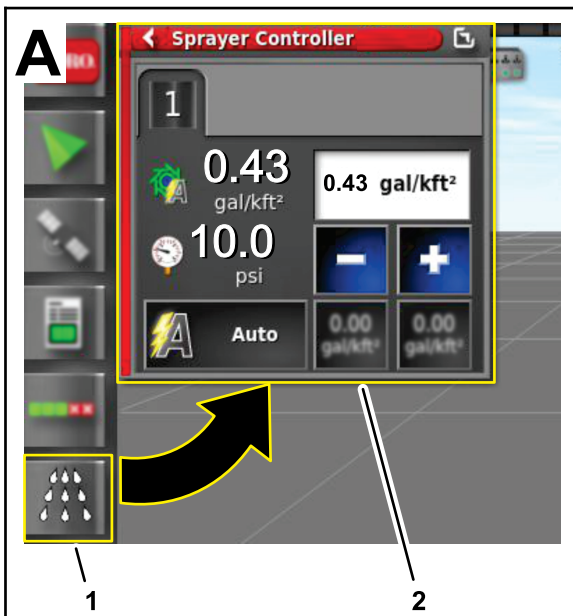 A
Sprayer Controller
1
0.43
gal/kft²
0.43 gal/kft²
10.0
psi
Auto
0.00
gal/kft²
0.00
gal/kft²
1
2